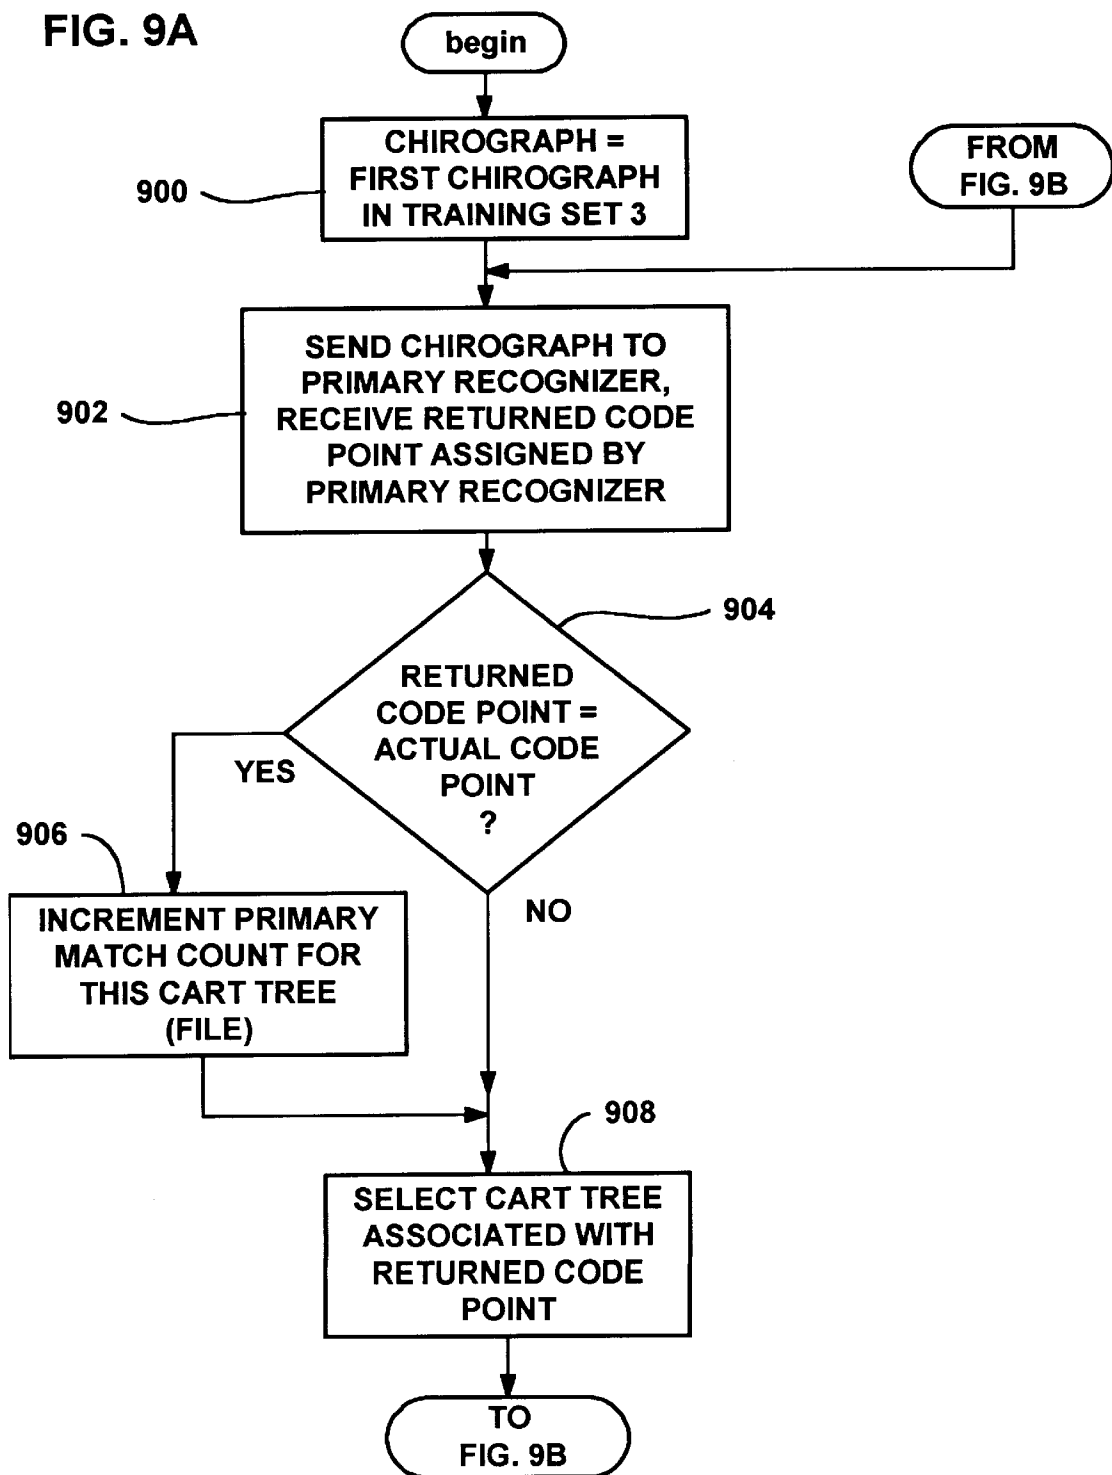 FIG. 9A
begin
CHIROGRAPH =
FIRST CHIROGRAPH
IN TRAINING SET 3
900
FROM
FIG. 9B
SEND CHIROGRAPH TO
PRIMARY RECOGNIZER,
RECEIVE RETURNED CODE
POINT ASSIGNED BY
PRIMARY RECOGNIZER
902
904
RETURNED
CODE POINT =
ACTUAL CODE
POINT
?
YES
NO
906
INCREMENT PRIMARY
MATCH COUNT FOR
THIS CART TREE
(FILE)
908
SELECT CART TREE
ASSOCIATED WITH
RETURNED CODE
POINT
TO
FIG. 9B